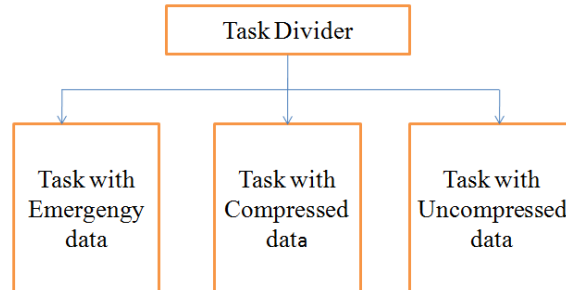 Task Divider
Task with
Emergengy
data
Task with
Compressed
data
Task with
Uncompressed
data